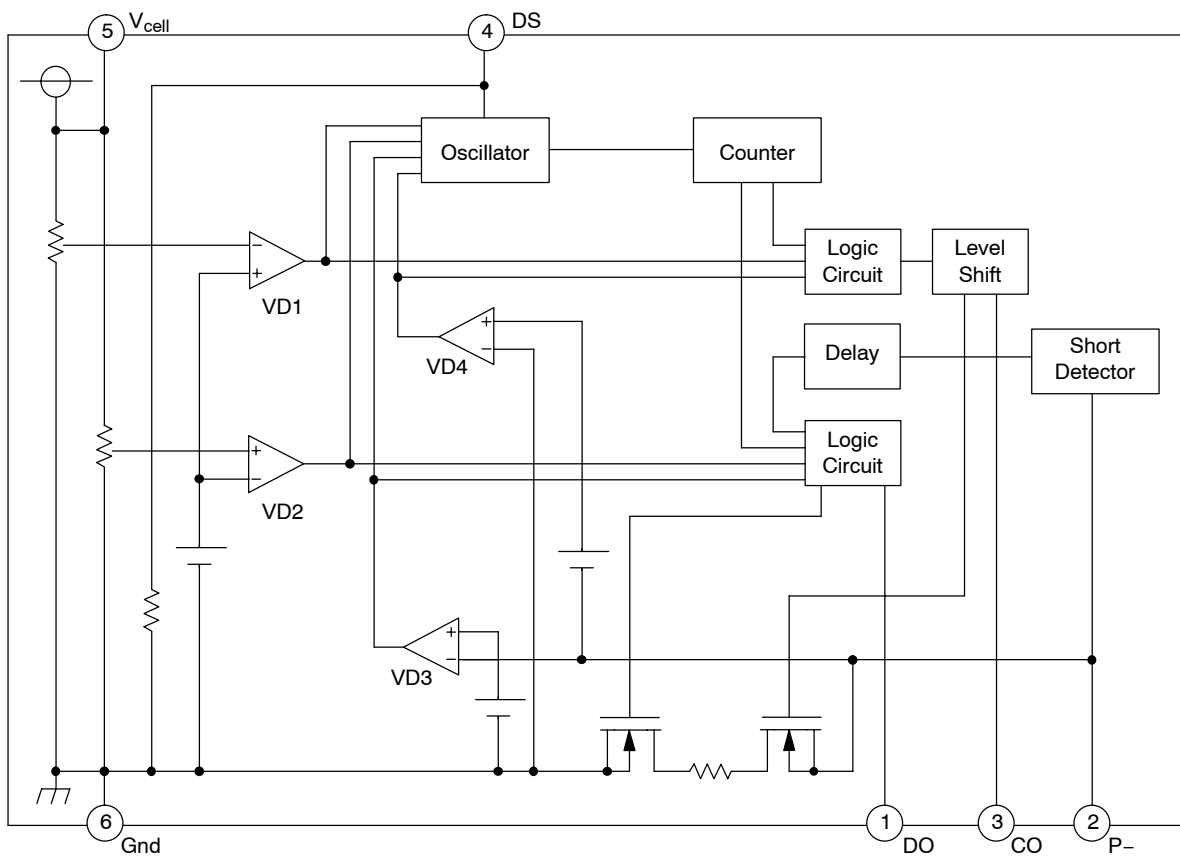 5 Vcell
4 DS
Oscillator
Counter
−
+
VD1
Logic
Circuit
Level
Shift
+
−
VD4
Delay
Short
Detector
+
−
VD2
Logic
Circuit
+
−
VD3
6
Gnd
1
DO
3
CO
2
P−